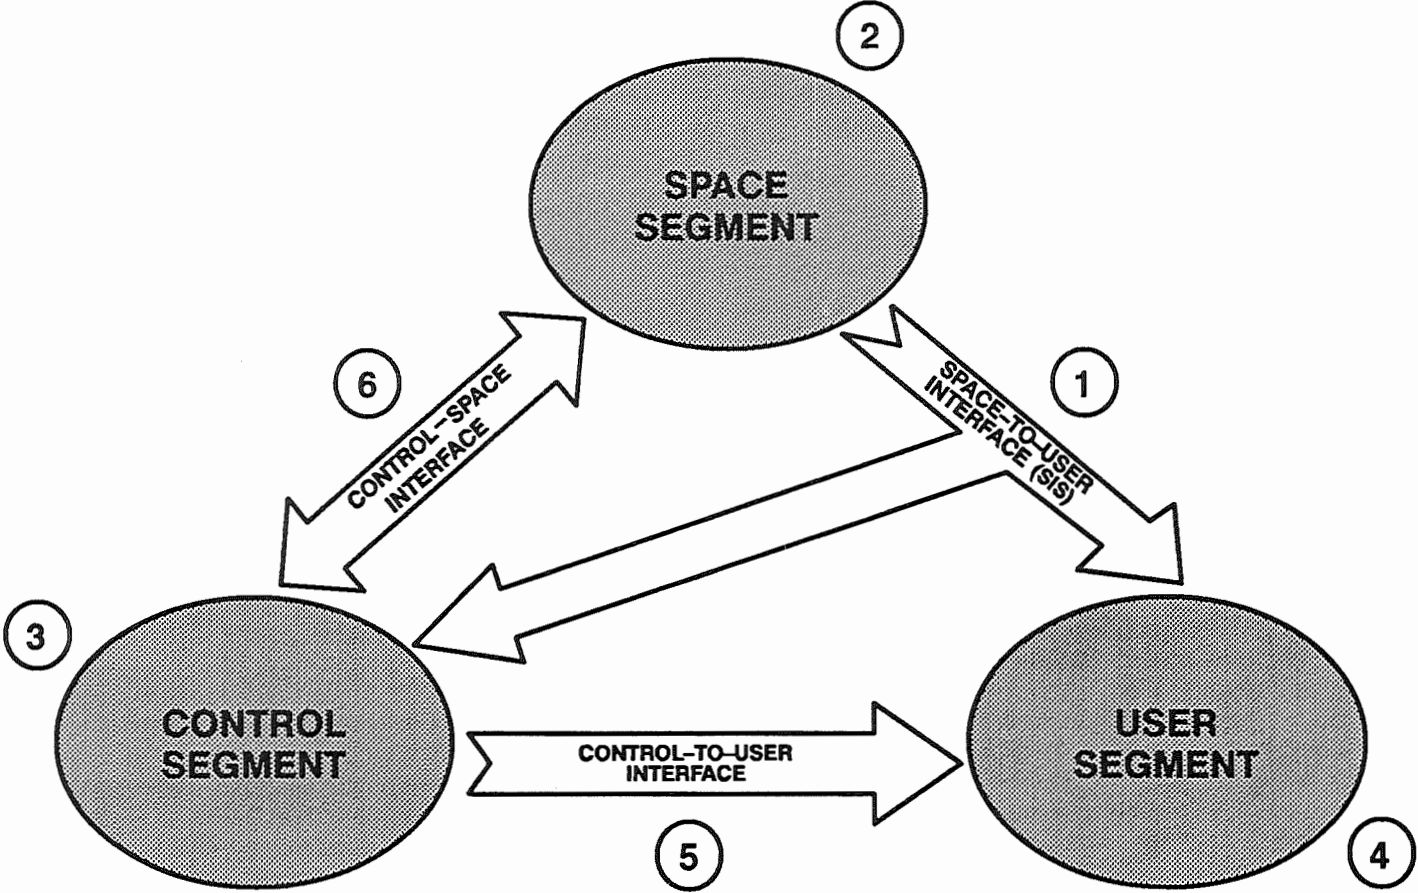 2
SPACE
SEGMENT
6
CONTROL-SPACE
INTERFACE
1
SPACE-TO-USER
INTERFACE (SIS)
3
CONTROL
SEGMENT
CONTROL-TO-USER
INTERFACE
5
USER
SEGMENT
4